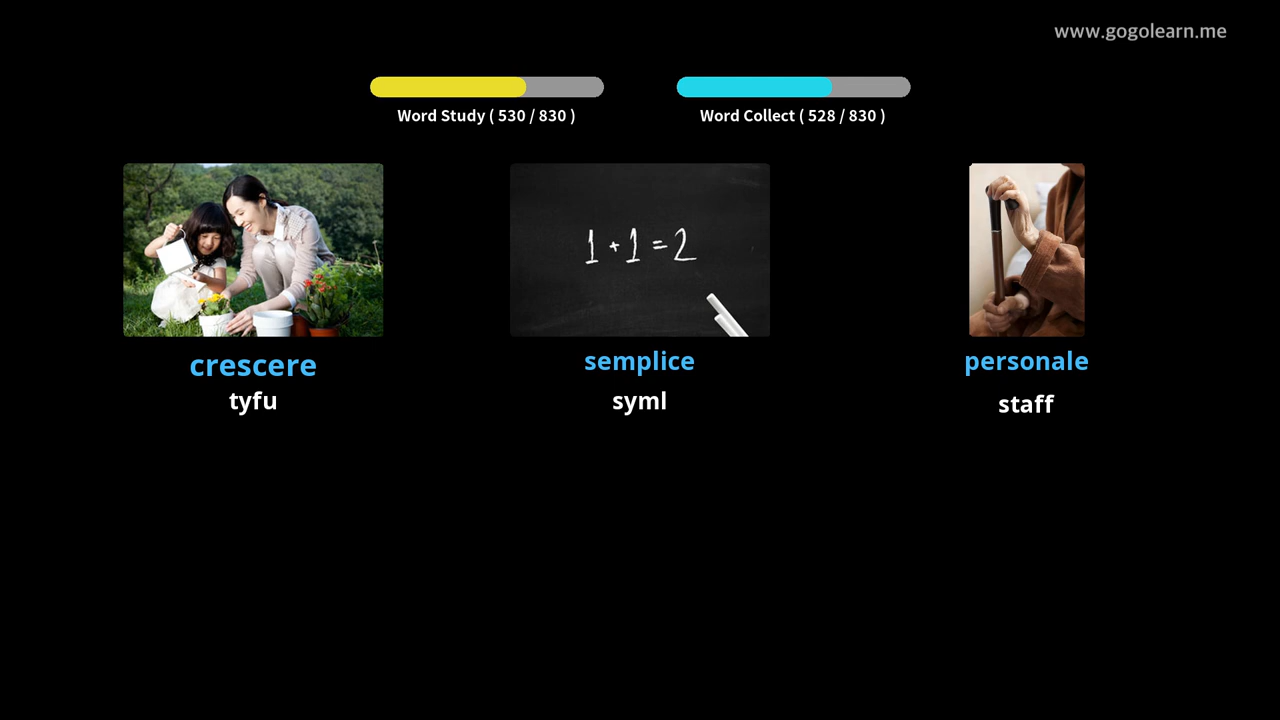 www.gogolearn.me
Word Study ( 530 / 830 )
Word Collect ( 528 / 830 )
1 + 1 = 2
crescere
tyfu
semplice
syml
personale
staff